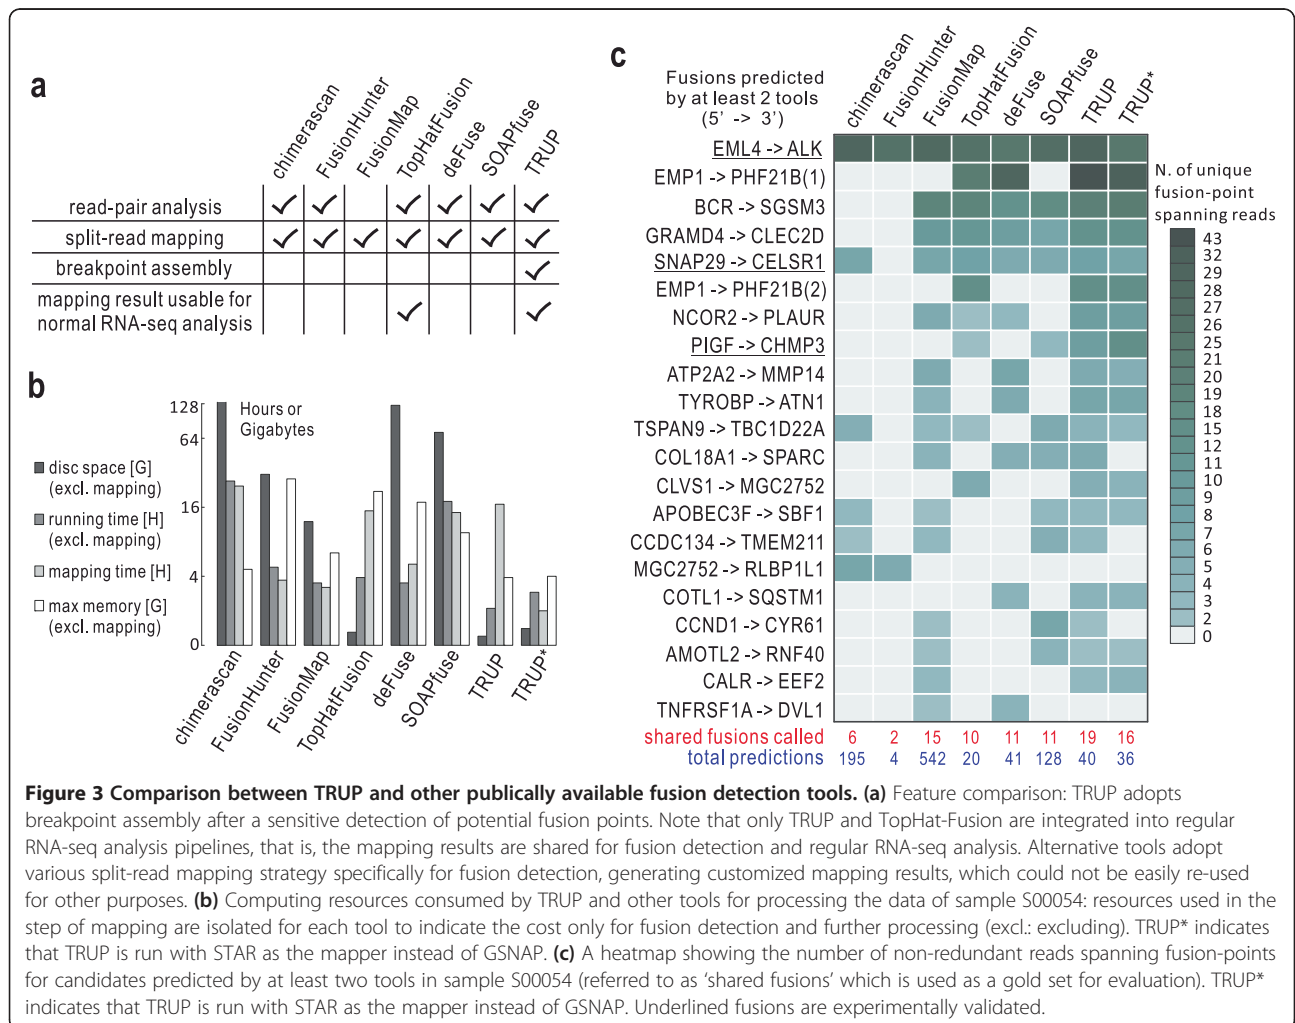 a
chimerascan
FusionHunter
FusionMap
TopHatFusion
deFuse
SOAPfuse
TRUP
read-pair analysis
split-read mapping
breakpoint assembly
mapping result usable for
normal RNA-seq analysis
b
Hours or
Gigabytes
128
64
16
4
0
disc space [G]
(excl. mapping)
running time [H]
(excl. mapping)
mapping time [H]
max memory [G]
(excl. mapping)
chimerascan
FusionHunter
FusionMap
TopHatFusion
deFuse
SOAPfuse
TRUP
TRUP*
c
Fusions predicted
by at least 2 tools
(5' -> 3')
chimerascan
FusionHunter
FusionMap
TopHatFusion
deFuse
SOAPfuse
TRUP
TRUP*
EML4 -> ALK
EMP1 -> PHF21B(1)
BCR -> SGSM3
GRAMD4 -> CLEC2D
SNAP29 -> CELSR1
EMP1 -> PHF21B(2)
NCOR2 -> PLAUR
PIGF -> CHMP3
ATP2A2 -> MMP14
TYROBP -> ATN1
TSPAN9 -> TBC1D22A
COL18A1 -> SPARC
CLVS1 -> MGC2752
APOBEC3F -> SBF1
CCDC134 -> TMEM211
MGC2752 -> RLBP1L1
COTL1 -> SQSTM1
CCND1 -> CYR61
AMOTL2 -> RNF40
CALR -> EEF2
TNFRSF1A -> DVL1
shared fusions called 6 2 15 10 11 11 19 16
total predictions 195 4 542 20 41 128 40 36
N. of unique
fusion-point
spanning reads
43
32
29
28
27
26
25
21
20
19
18
15
12
11
10
9
8
7
6
5
4
3
2
0
Figure 3 Comparison between TRUP and other publically available fusion detection tools. (a) Feature comparison: TRUP adopts
breakpoint assembly after a sensitive detection of potential fusion points. Note that only TRUP and TopHat-Fusion are integrated into regular
RNA-seq analysis pipelines, that is, the mapping results are shared for fusion detection and regular RNA-seq analysis. Alternative tools adopt
various split-read mapping strategy specifically for fusion detection, generating customized mapping results, which could not be easily re-used
for other purposes. (b) Computing resources consumed by TRUP and other tools for processing the data of sample S00054: resources used in the
step of mapping are isolated for each tool to indicate the cost only for fusion detection and further processing (excl.: excluding). TRUP* indicates
that TRUP is run with STAR as the mapper instead of GSNAP. (c) A heatmap showing the number of non-redundant reads spanning fusion-points
for candidates predicted by at least two tools in sample S00054 (referred to as 'shared fusions' which is used as a gold set for evaluation). TRUP*
indicates that TRUP is run with STAR as the mapper instead of GSNAP. Underlined fusions are experimentally validated.